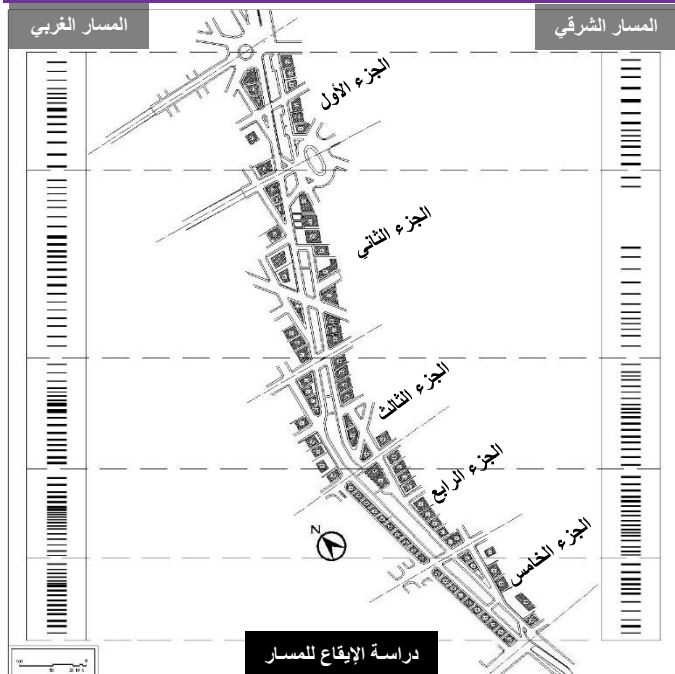 المسار الشرقي
المسار الغربي
الجزء الأول
الجزء الثاني
الجزء الثالث
الجزء الرابع
الجزء الخامس
N
دراسة الإيقاع للمسار